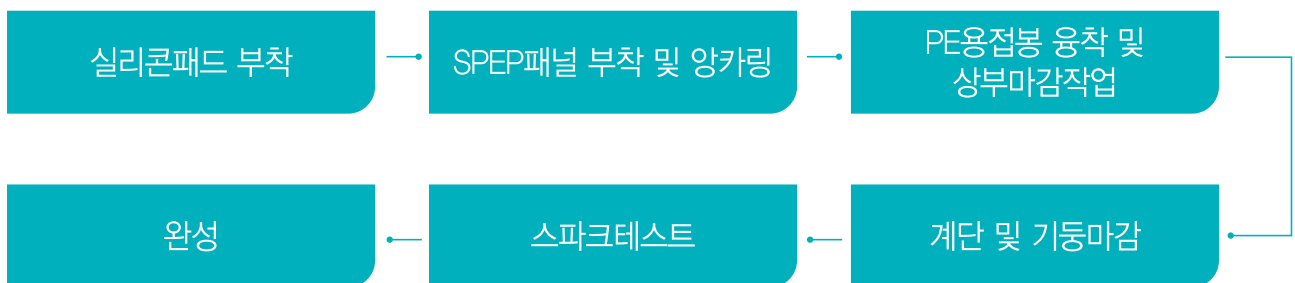 실리콘패드 부착
SPEP패널 부착 및 앙카링
PE용접봉 융착 및
상부마감작업
계단 및 기둥마감
스파크테스트
완성